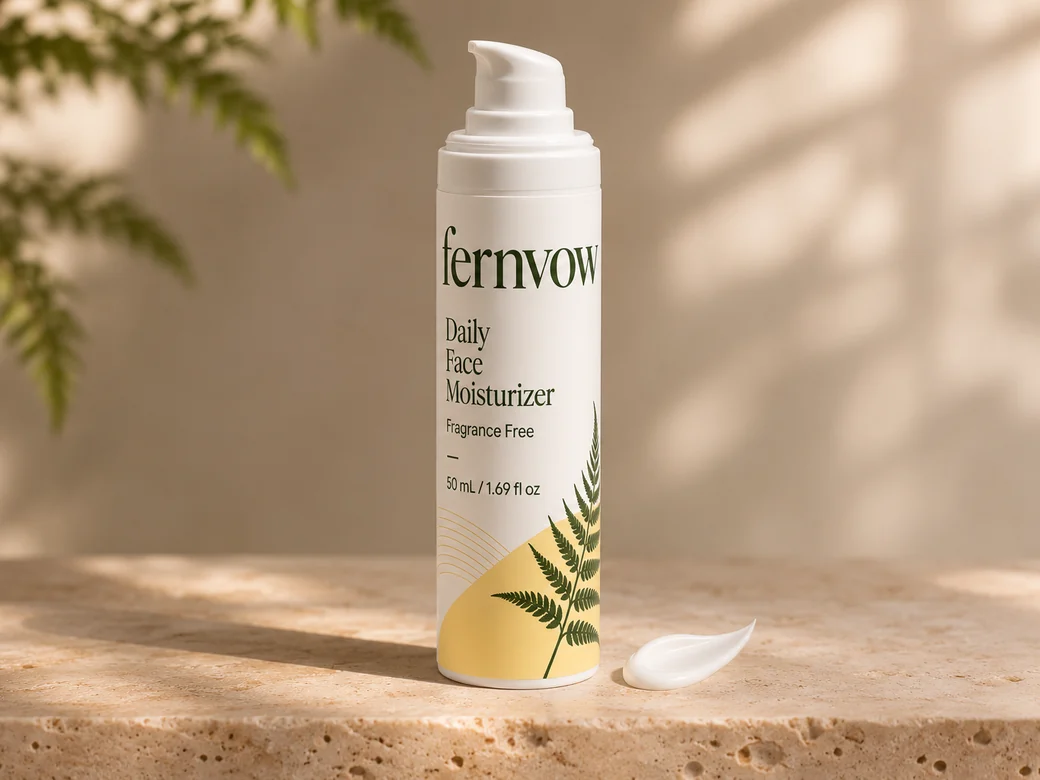 fernvow
Daily
Face
Moisturizer
Fragrance Free
50 mL / 1.69 fl oz